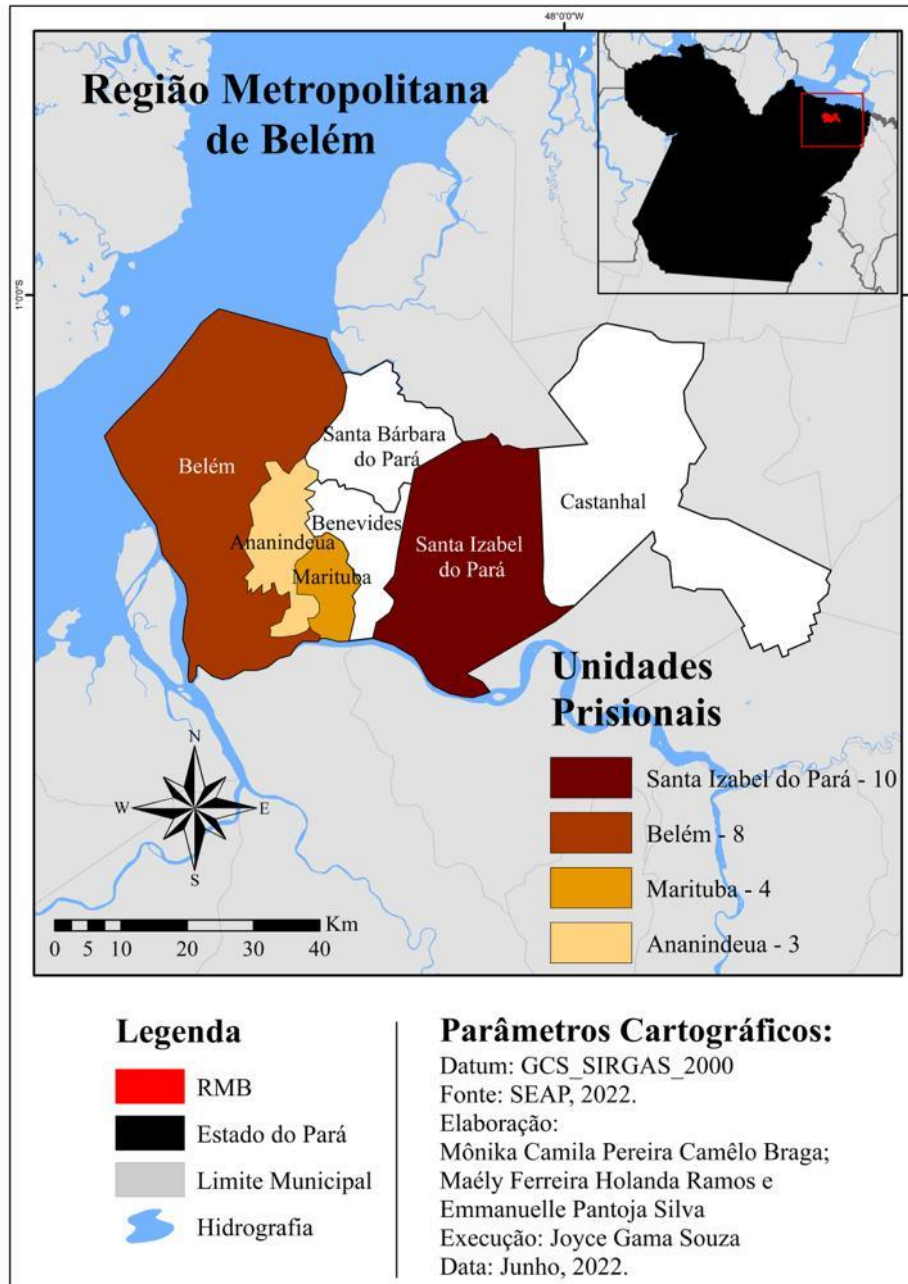 48°0'0"W
Região Metropolitana
de Belém
1°0'0"S
Santa Bárbara
do Pará
Belém
Castanhal
Benevides
Ananindeua
Santa Izabel
do Pará
Marituba
Unidades
Prisionais
Santa Izabel do Pará - 10
Belém - 8
Marituba - 4
Ananindeua - 3
N
W
E
S
Km
0 5 10 20 30 40
Legenda
RMB
Estado do Pará
Limite Municipal
Hidrografia
Parâmetros Cartográficos:
Datum: GCS_SIRGAS_2000
Fonte: SEAP, 2022.
Elaboração:
Mônika Camila Pereira Camêlo Braga;
Maély Ferreira Holanda Ramos e
Emmanuelle Pantoja Silva
Execução: Joyce Gama Souza
Data: Junho, 2022.